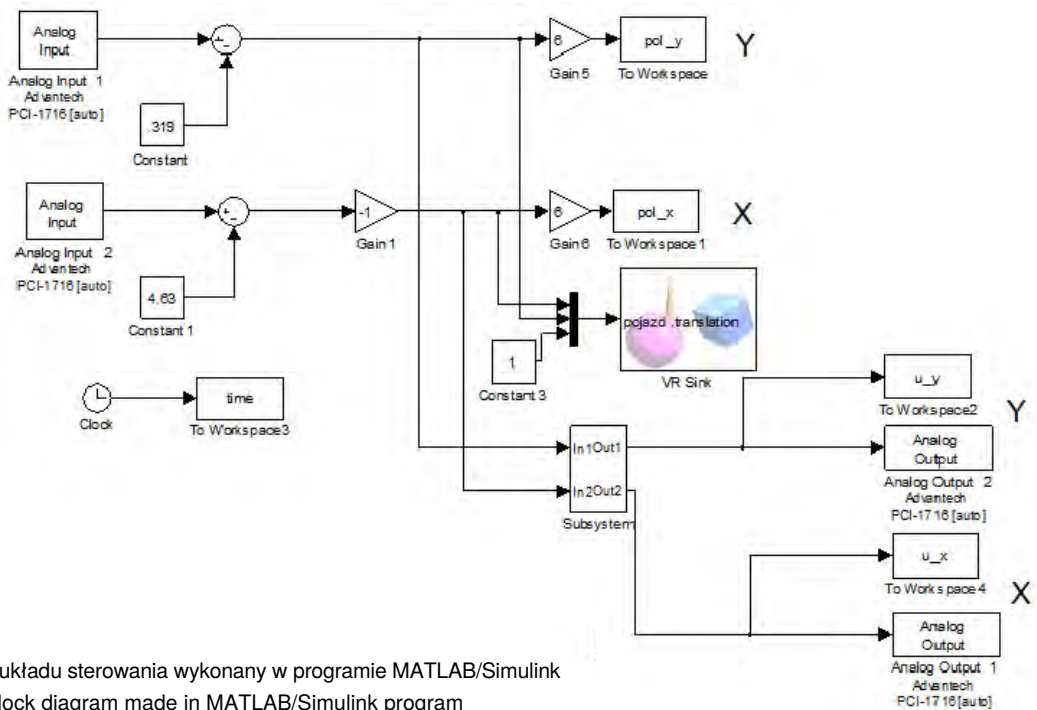 Analog
Input
Analog Input 1
Advantech
PCI-1716 [auto]
+-
.319
Constant
6
Gain 5
pol_y
To Workspace
Y
Analog
Input
Analog Input 2
Advantech
PCI-1716 [auto]
+-
4.63
Constant 1
-1
Gain 1
6
Gain 6
pol_x
To Workspace 1
X
1
Constant 3
pojazd .translation
VR Sink
Clock
time
To Workspace3
In1 Out1
In2 Out2
Subsystem
u_y
To Workspace2
Y
Analog
Output
Analog Output 2
Advantech
PCI-1716 [auto]
u_x
To Workspace 4
X
Analog
Output
Analog Output 1
Advantech
PCI-1716 [auto]
układu sterowania wykonany w programie MATLAB/Simulink
lock diagram made in MATLAB/Simulink program